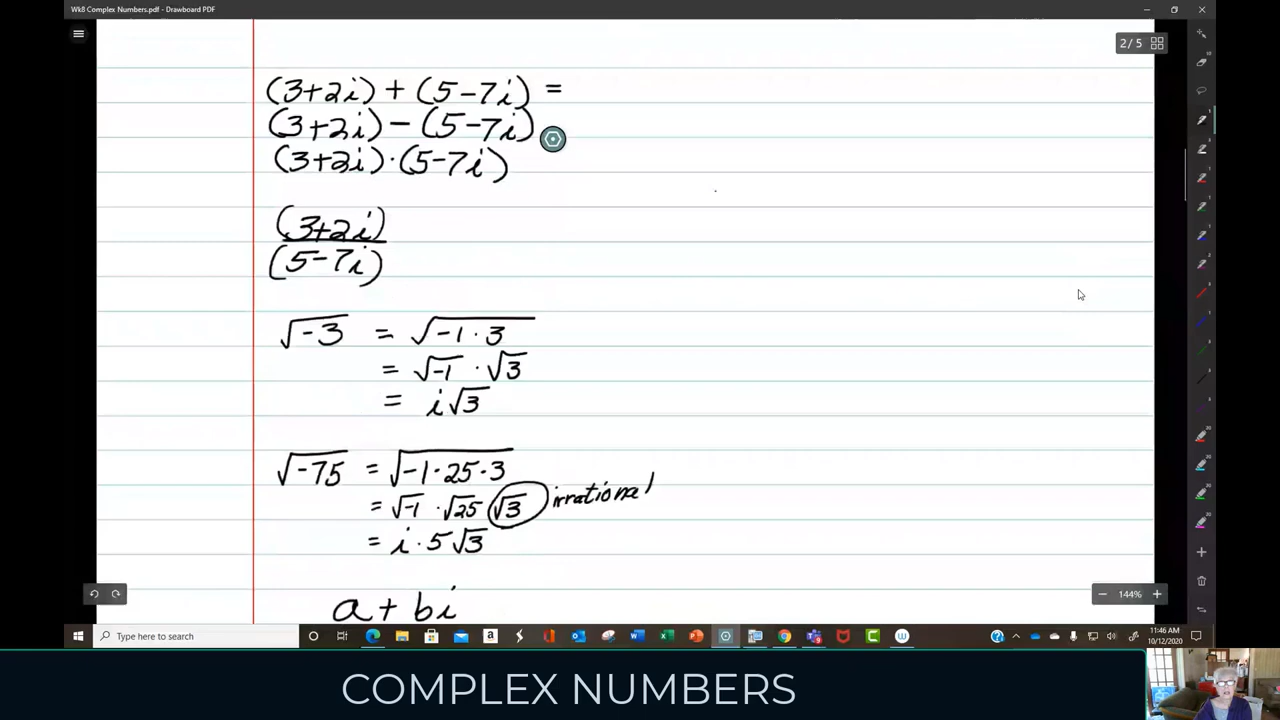 Wk8 Complex Numbers.pdf - Drawboard PDF
2 / 5
(3+2i) + (5-7i) =
(3+2i) - (5-7i)
(3+2i) · (5-7i)
(3+2i)
(5-7i)
√-3 = √-1 · 3
= √-1 · √3
= i√3
√-75 = √-1 · 25 · 3
= √-1 · √25 √3 irrational
= i · 5√3
a + bi
144%
Type here to search
11:46 AM
10/12/2020
COMPLEX NUMBERS